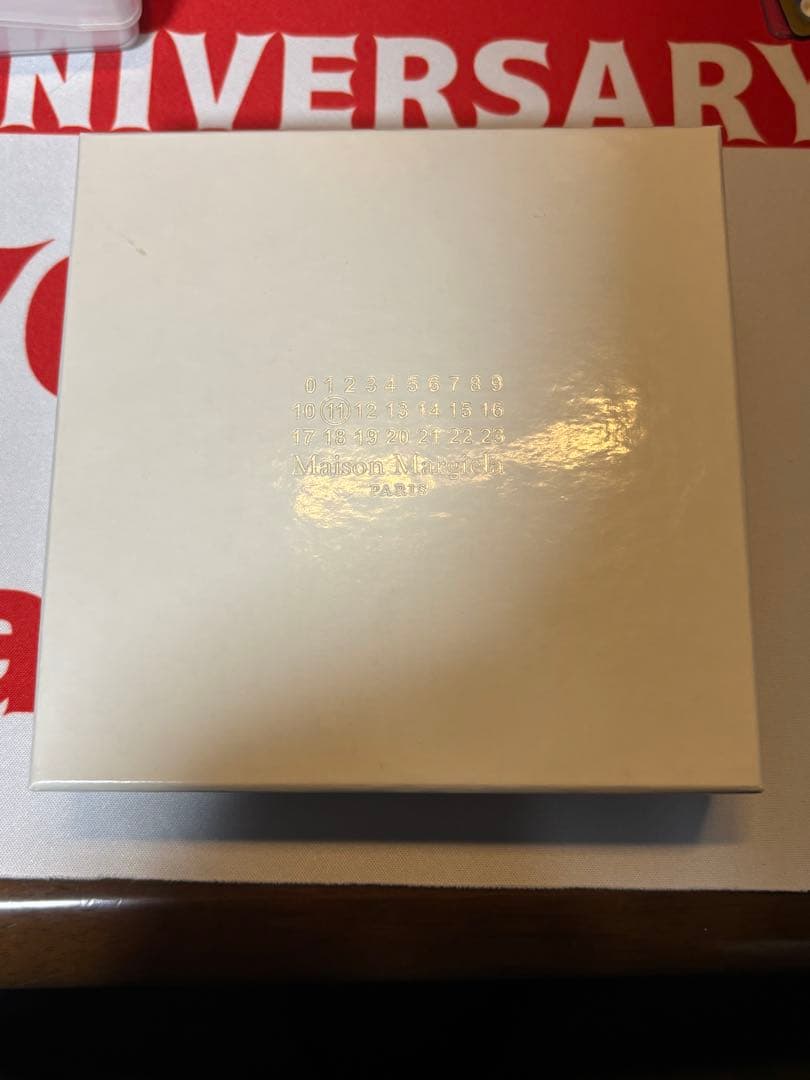 NIVERSARY
0 1 2 3 4 5 6 7 8 9
10 11 12 13 14 15 16
17 18 19 20 21 22 23
Maison Margiela
PARIS
a